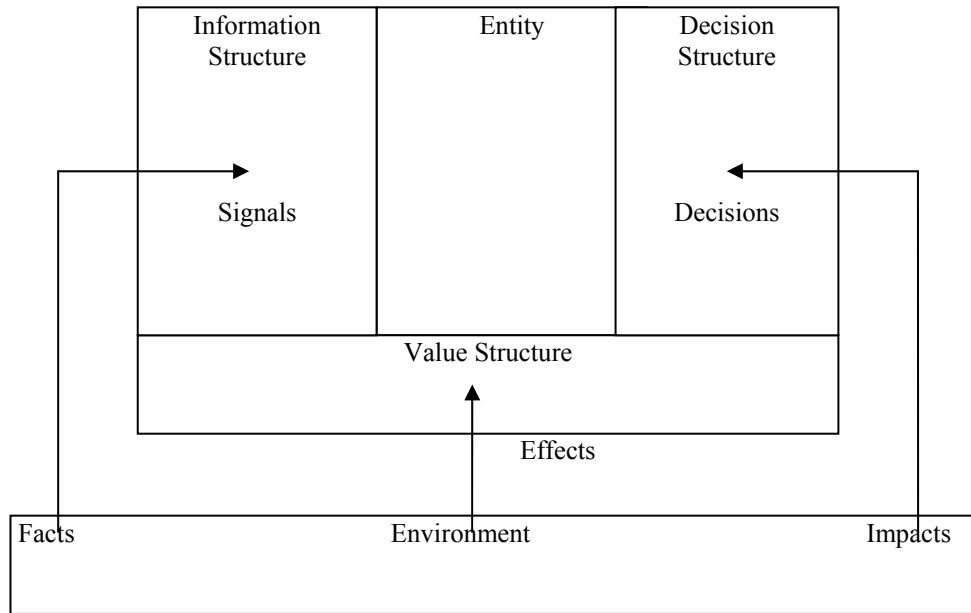 Information
Structure
Entity
Decision
Structure
Signals
Decisions
Value Structure
Effects
Facts
Environment
Impacts